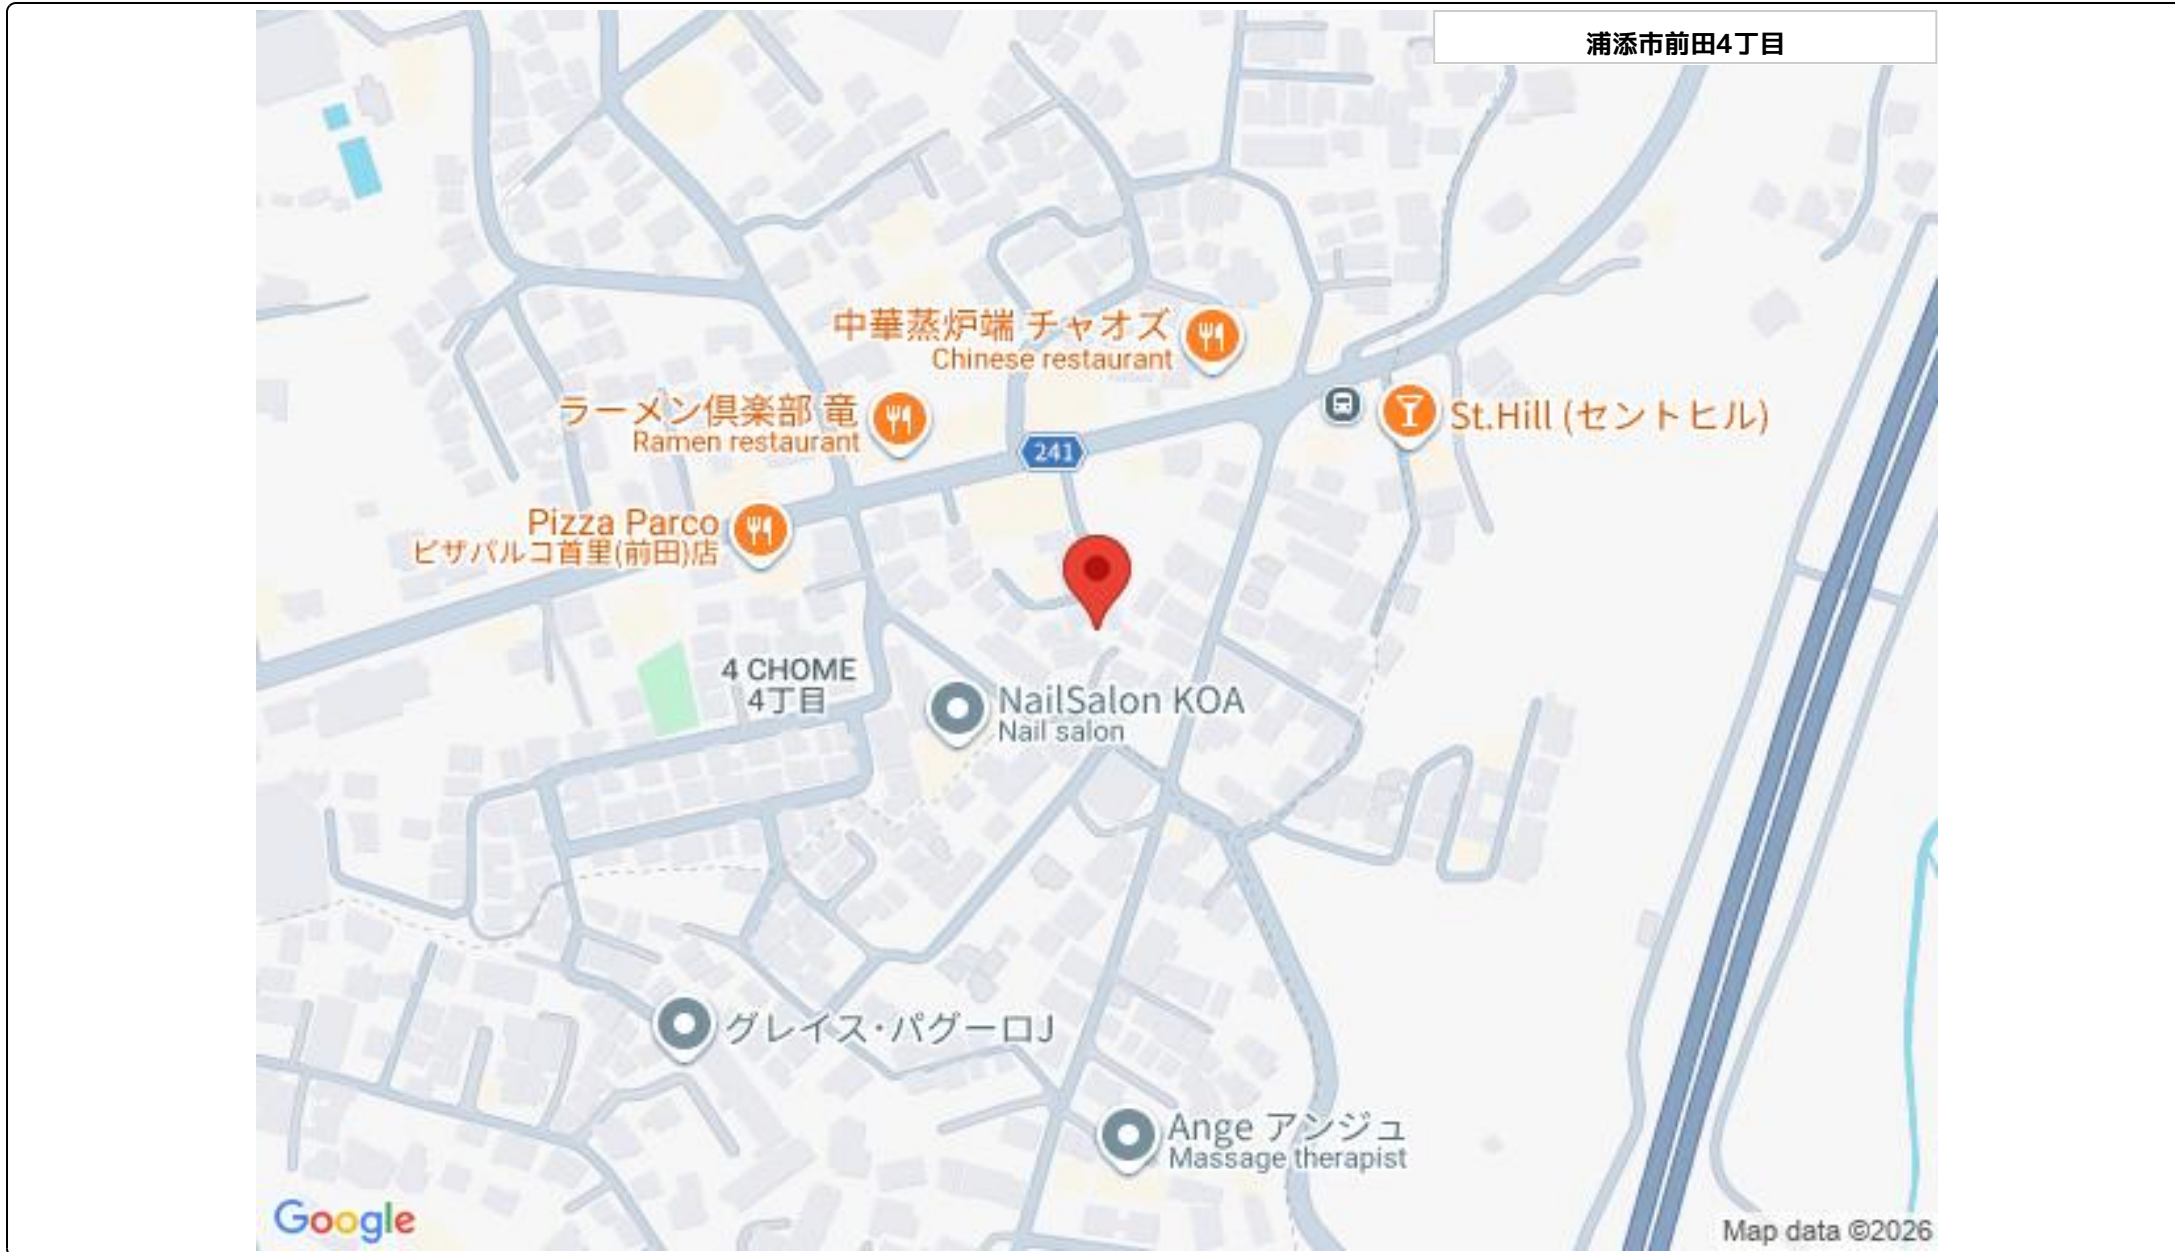 浦添市前田4丁目
中華蒸炉端 チャオズ
Chinese restaurant
ラーメン倶楽部 竜
Ramen restaurant
St.Hill (セントヒル)
241
Pizza Parco
ピザパルコ首里(前田)店
4 CHOME
4丁目
NailSalon KOA
Nail salon
グレイス・パグーロJ
Ange アンジュ
Massage therapist
Google
Map data ©2026